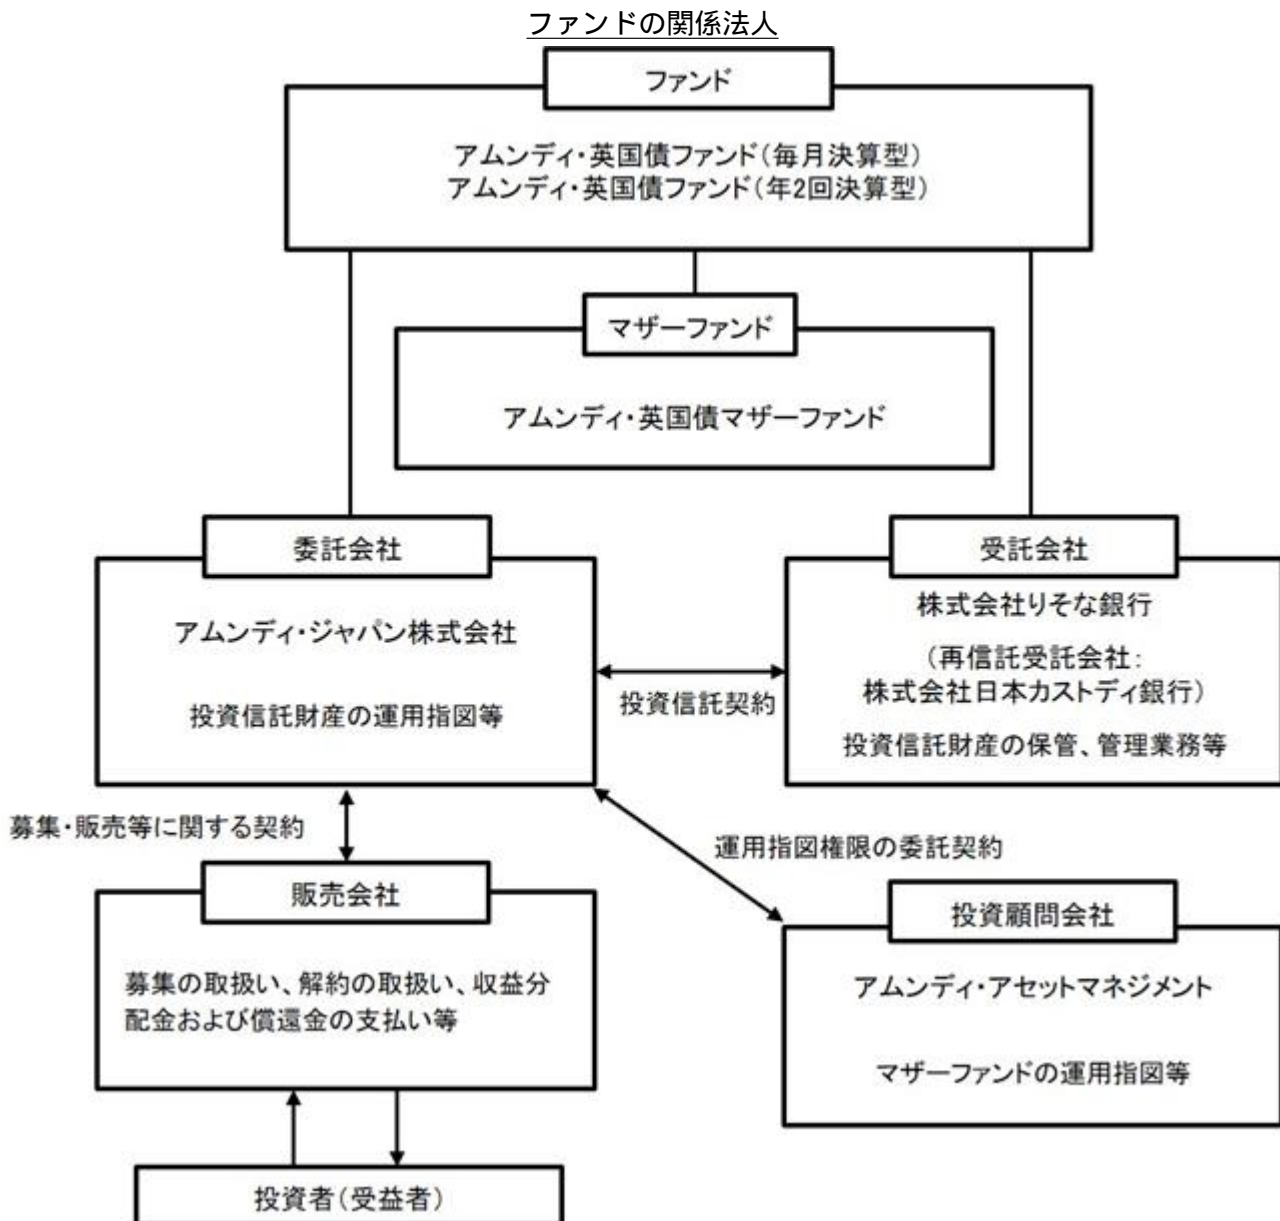 ファンドの関係法人
ファンド
アムンディ・英国債ファンド（毎月決算型）
アムンディ・英国債ファンド（年2回決算型）
マザーファンド
アムンディ・英国債マザーファンド
委託会社
アムンディ・ジャパン株式会社
投資信託財産の運用指図等
投資信託契約
受託会社
株式会社りそな銀行
（再信託受託会社：
株式会社日本カストディ銀行）
投資信託財産の保管、管理業務等
募集・販売等に関する契約
運用指図権限の委託契約
販売会社
募集の取扱い、解約の取扱い、収益分
配金および償還金の支払い等
投資顧問会社
アムンディ・アセットマネジメント
マザーファンドの運用指図等
投資者（受益者）